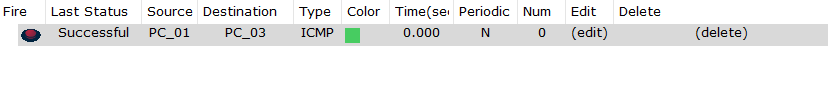 Fire Last Status Source Destination Type Color Time(sec Periodic Num Edit Delete
Successful PC_01 PC_03 ICMP 0.000 N 0 (edit) (delete)